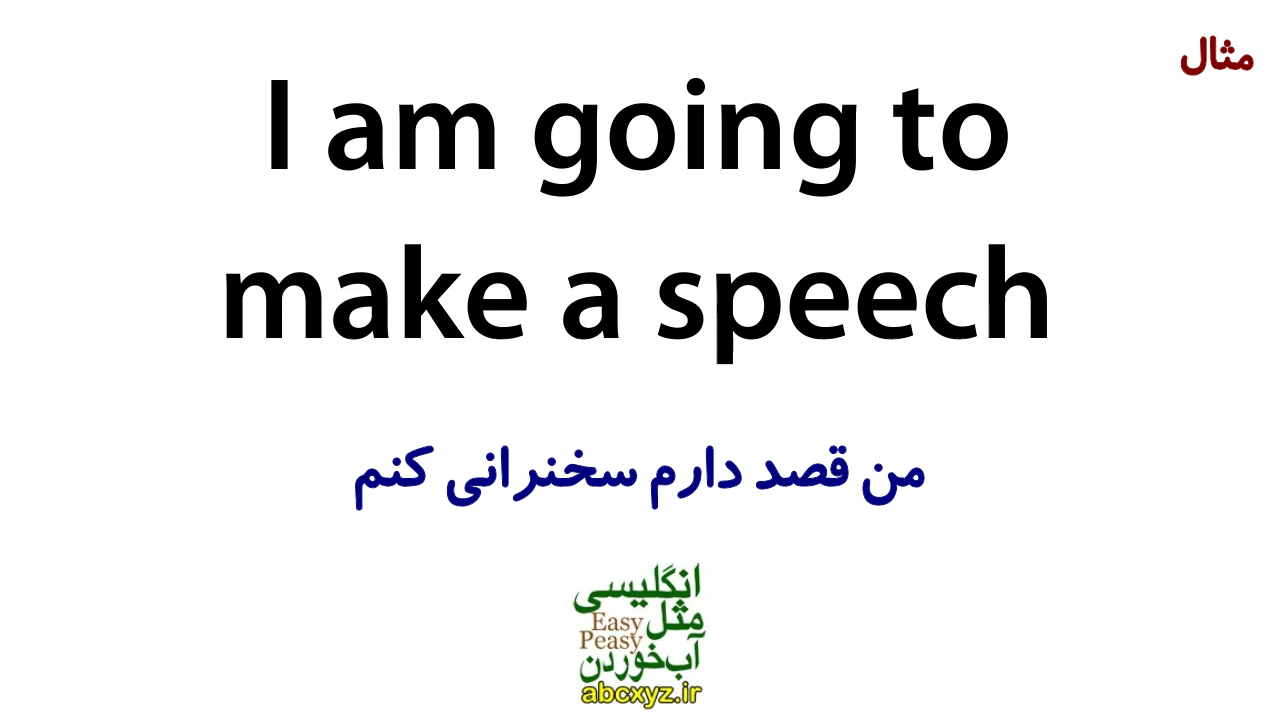 مثال
I am going to
make a speech
من قصد دارم سخنرانی کنم
انگلیسی
مثل
Easy
Peasy
آب‌خوردن
abcxyz.ir